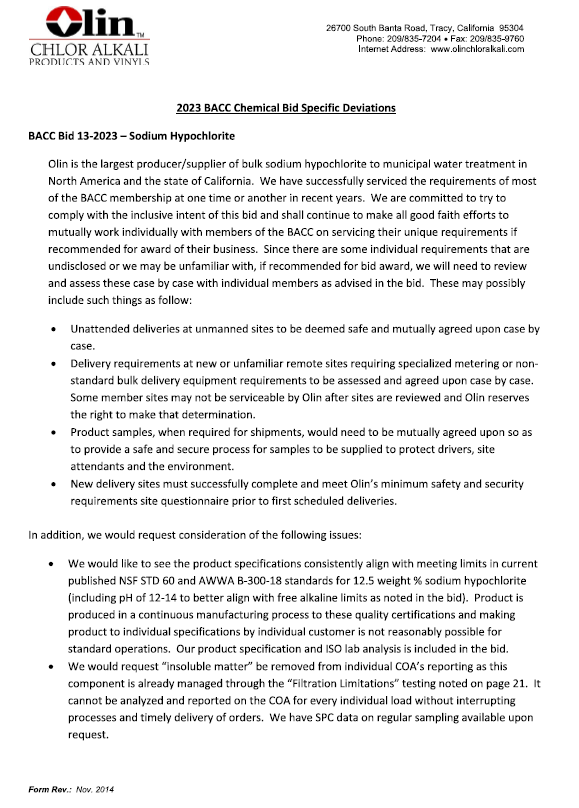 Olin™
CHLOR ALKALI
PRODUCTS AND VINYLS
26700 South Banta Road, Tracy, California 95304
Phone: 209/835-7204 • Fax: 209/835-9760
Internet Address: www.olinchloralkali.com
2023 BACC Chemical Bid Specific Deviations
BACC Bid 13-2023 – Sodium Hypochlorite
Olin is the largest producer/supplier of bulk sodium hypochlorite to municipal water treatment in
North America and the state of California. We have successfully serviced the requirements of most
of the BACC membership at one time or another in recent years. We are committed to try to
comply with the inclusive intent of this bid and shall continue to make all good faith efforts to
mutually work individually with members of the BACC on servicing their unique requirements if
recommended for award of their business. Since there are some individual requirements that are
undisclosed or we may be unfamiliar with, if recommended for bid award, we will need to review
and assess these case by case with individual members as advised in the bid. These may possibly
include such things as follow:
• Unattended deliveries at unmanned sites to be deemed safe and mutually agreed upon case by
case.
• Delivery requirements at new or unfamiliar remote sites requiring specialized metering or non-
standard bulk delivery equipment requirements to be assessed and agreed upon case by case.
Some member sites may not be serviceable by Olin after sites are reviewed and Olin reserves
the right to make that determination.
• Product samples, when required for shipments, would need to be mutually agreed upon so as
to provide a safe and secure process for samples to be supplied to protect drivers, site
attendants and the environment.
• New delivery sites must successfully complete and meet Olin's minimum safety and security
requirements site questionnaire prior to first scheduled deliveries.
In addition, we would request consideration of the following issues:
• We would like to see the product specifications consistently align with meeting limits in current
published NSF STD 60 and AWWA B-300-18 standards for 12.5 weight % sodium hypochlorite
(including pH of 12-14 to better align with free alkaline limits as noted in the bid). Product is
produced in a continuous manufacturing process to these quality certifications and making
product to individual specifications by individual customer is not reasonably possible for
standard operations. Our product specification and ISO lab analysis is included in the bid.
• We would request "insoluble matter" be removed from individual COA's reporting as this
component is already managed through the "Filtration Limitations" testing noted on page 21. It
cannot be analyzed and reported on the COA for every individual load without interrupting
processes and timely delivery of orders. We have SPC data on regular sampling available upon
request.
Form Rev.: Nov. 2014